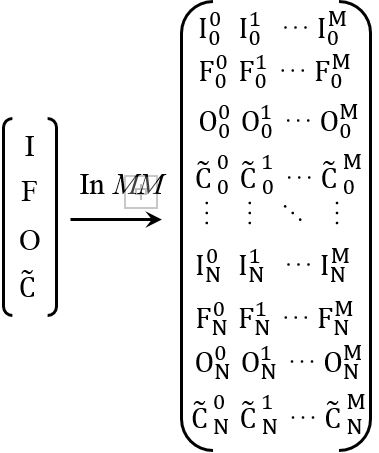 I₀⁰ I₀¹ ⋯ I₀ᴹ
F₀⁰ F₀¹ ⋯ F₀ᴹ
O₀⁰ O₀¹ ⋯ O₀ᴹ
C̃₀⁰ C̃₀¹ ⋯ C̃₀ᴹ
⋮ ⋮ ⋱ ⋮
I_N⁰ I_N¹ ⋯ I_Nᴹ
F_N⁰ F_N¹ ⋯ F_Nᴹ
O_N⁰ O_N¹ ⋯ O_Nᴹ
C̃_N⁰ C̃_N¹ ⋯ C̃_Nᴹ
I
F
O
C̃
In MM